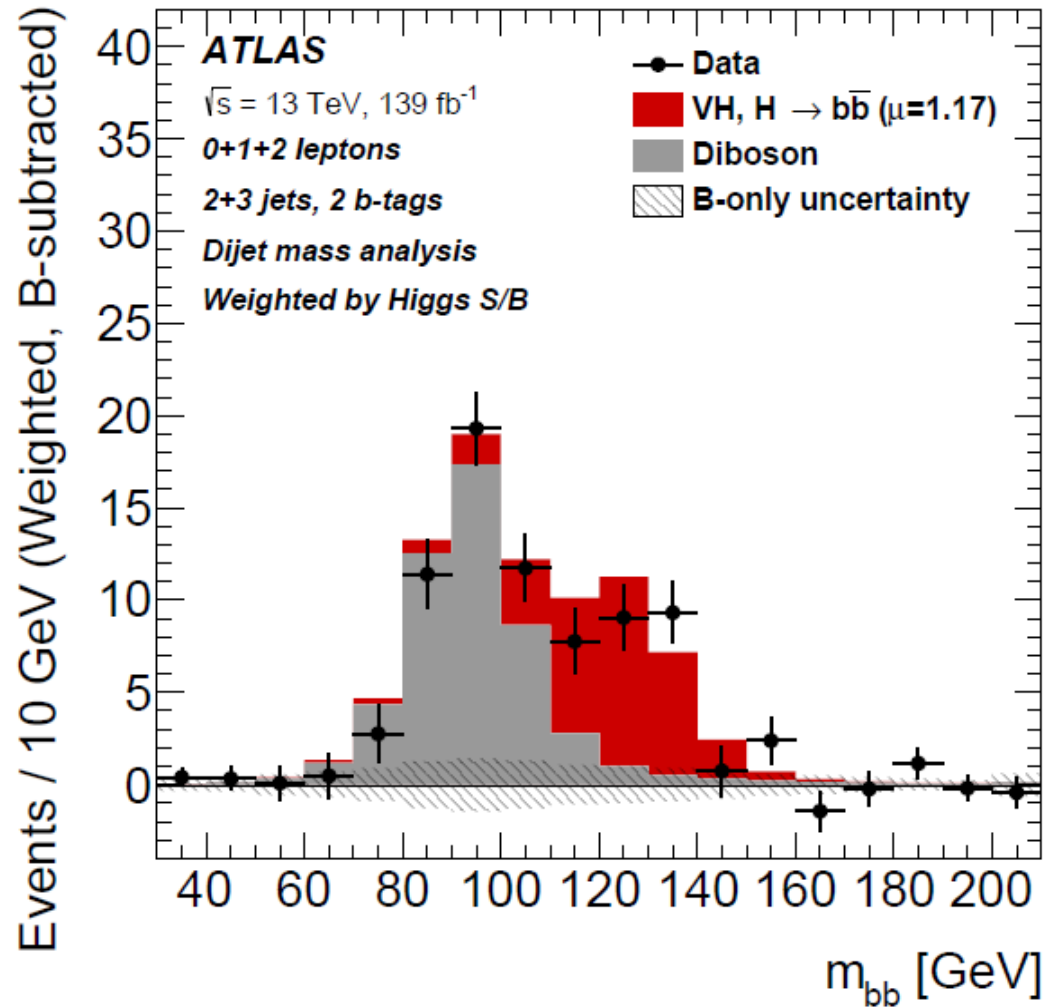 Events / 10 GeV (Weighted, B-subtracted)
40
35
30
25
20
15
10
5
0
ATLAS
√s = 13 TeV, 139 fb⁻¹
0+1+2 leptons
2+3 jets, 2 b-tags
Dijet mass analysis
Weighted by Higgs S/B
Data
VH, H → bb̅ (μ=1.17)
Diboson
B-only uncertainty
40 60 80 100 120 140 160 180 200
m_bb [GeV]